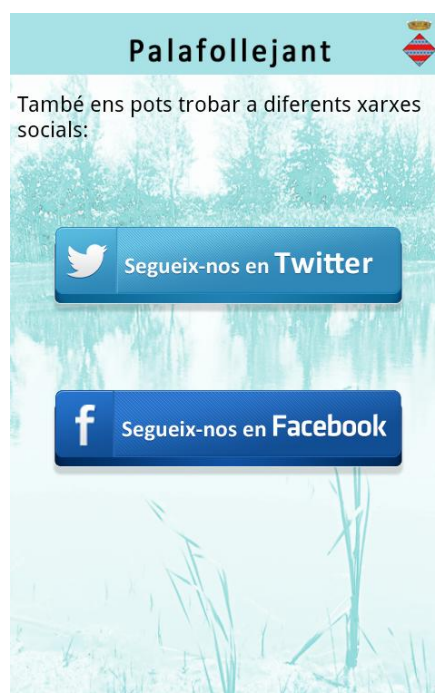 Palafollejant
També ens pots trobar a diferents xarxes
socials:
Segueix-nos en Twitter
Segueix-nos en Facebook